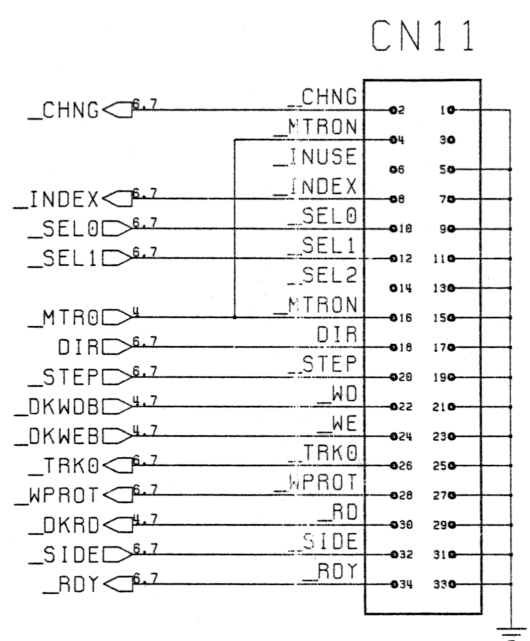 CN11
_CHNG 6.7 _CHNG 2 1
_MTRON 4 3
_INUSE 6 5
_INDEX 6.7 _INDEX 8 7
_SEL0 6.7 _SEL0 10 9
_SEL1 6.7 _SEL1 12 11
_SEL2 14 13
_MTR0 4 _MTRON 16 15
DIR 6.7 DIR 18 17
_STEP 6.7 _STEP 20 19
_DKWDB 4.7 _WD 22 21
_DKWEB 4.7 _WE 24 23
_TRK0 6.7 _TRK0 26 25
_WPROT 6.7 _WPROT 28 27
_DKRD 4.7 _RD 30 29
_SIDE 6.7 _SIDE 32 31
_RDY 6.7 _RDY 34 33